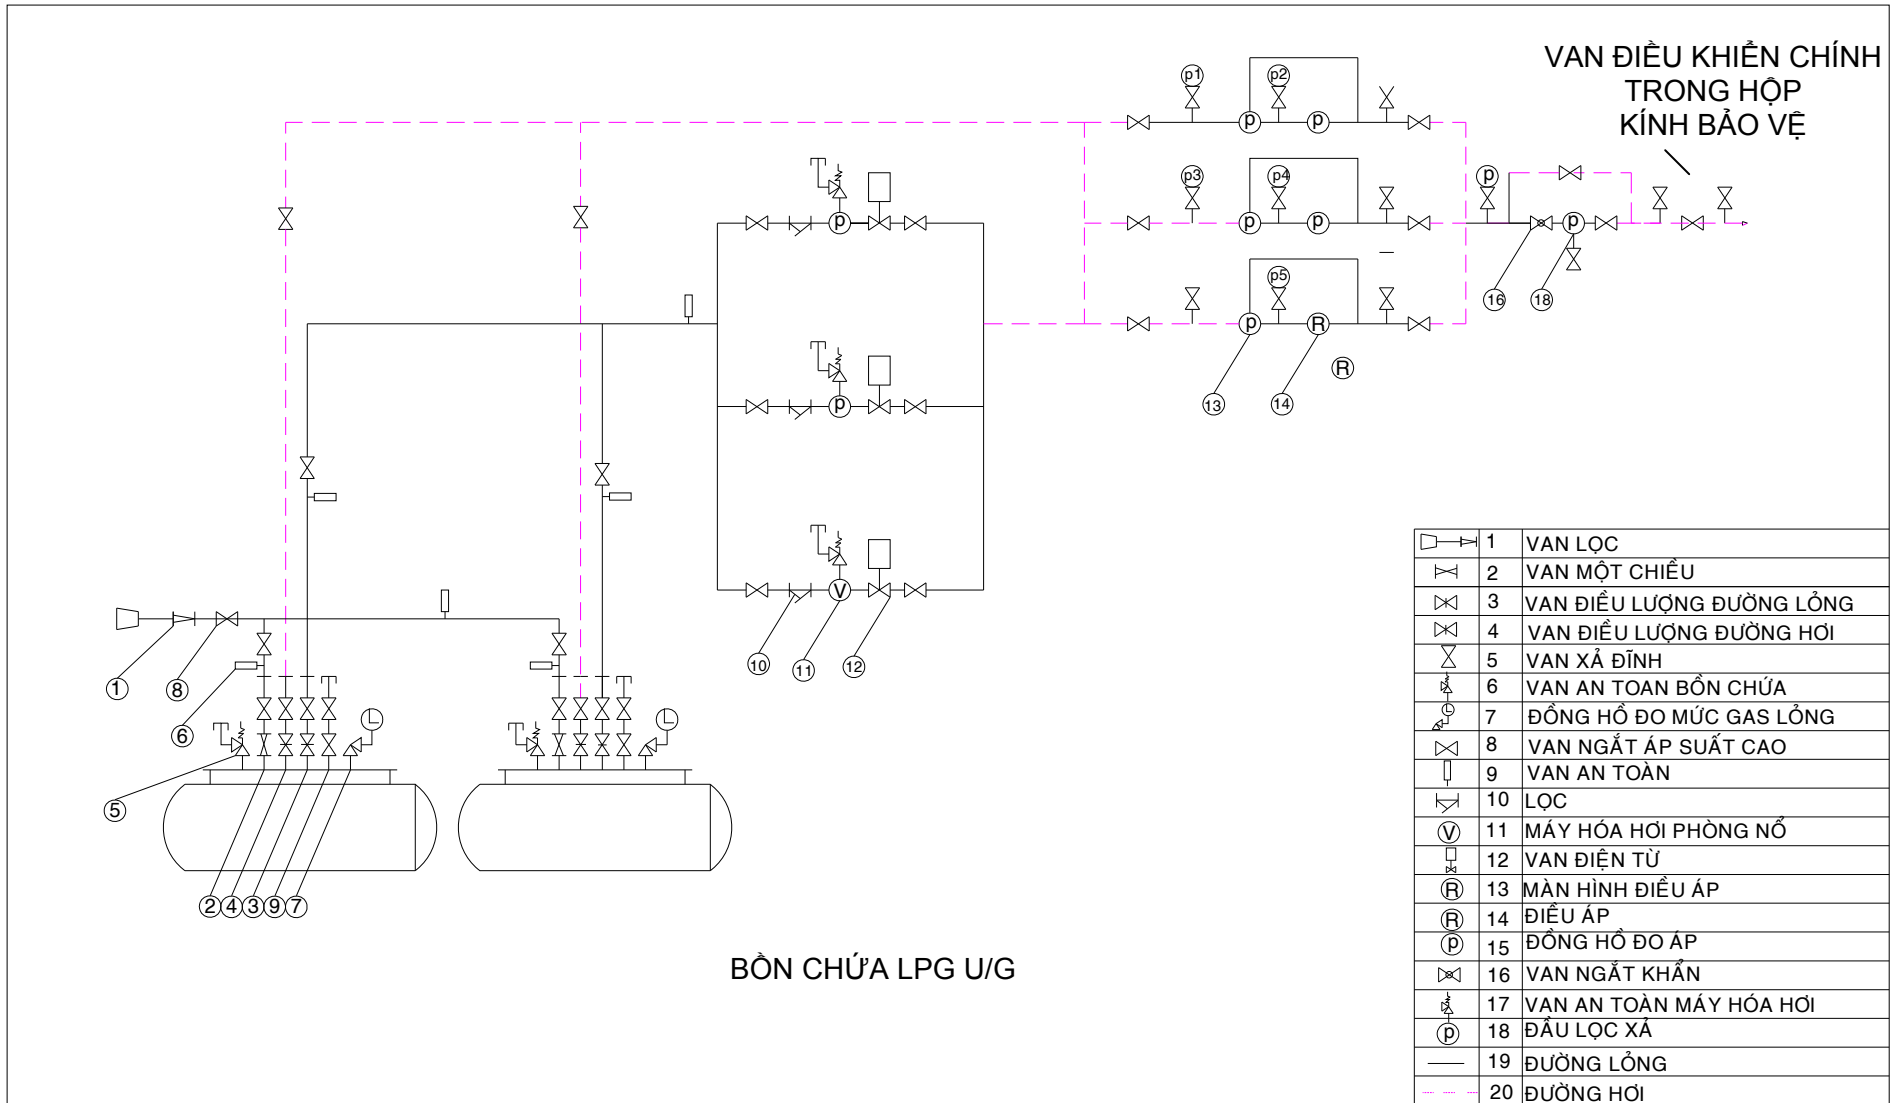 VAN ĐIỀU KHIỂN CHÍNH
TRONG HỘP
KÍNH BẢO VỆ
p1
p2
p
p
p3
p4
p
p
p
p5
p
R
R
p
16
18
13
14
p
p
V
10
11
12
1
8
6
5
2
4
3
9
7
BỒN CHỨA LPG U/G
1 VAN LỌC
2 VAN MỘT CHIỀU
3 VAN ĐIỀU LƯỢNG ĐƯỜNG LỎNG
4 VAN ĐIỀU LƯỢNG ĐƯỜNG HƠI
5 VAN XẢ ĐĨNH
6 VAN AN TOAN BỒN CHỨA
7 ĐỒNG HỒ ĐO MỨC GAS LỎNG
8 VAN NGẮT ÁP SUẤT CAO
9 VAN AN TOÀN
10 LỌC
V 11 MÁY HÓA HƠI PHÒNG NỔ
12 VAN ĐIỆN TỪ
R 13 MÀN HÌNH ĐIỀU ÁP
R 14 ĐIỀU ÁP
p 15 ĐỒNG HỒ ĐO ÁP
16 VAN NGẮT KHẨN
17 VAN AN TOÀN MÁY HÓA HƠI
p 18 ĐẦU LỌC XẢ
19 ĐƯỜNG LỎNG
20 ĐƯỜNG HƠI